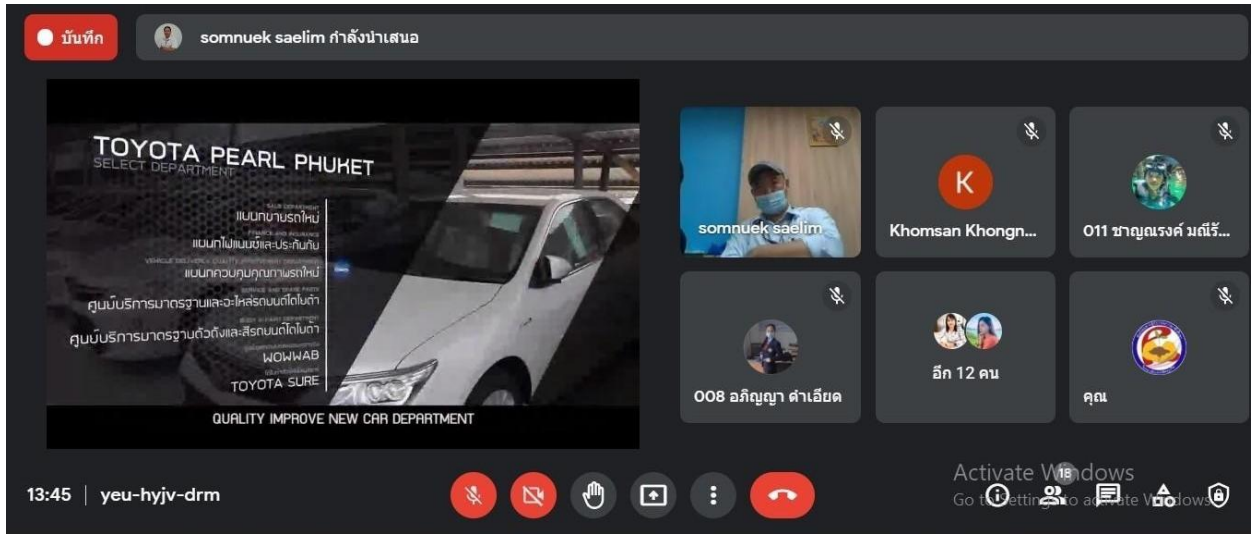 บันทึก
somnuek saelim กำลังนำเสนอ
TOYOTA PEARL PHUKET
SELECT DEPARTMENT
SALE DEPARTMENT
แผนกขายรถใหม่
FINANCE AND INSURANCE
แผนกไฟแนนซ์และประกันภัย
แผนกควบคุมคุณภาพรถใหม่
SERVICE AND SPARE PARTS
ศูนย์บริการมาตรฐานและอะไหล่รถยนต์โตโยต้า
ศูนย์บริการมาตรฐานตัวถังและสีรถยนต์โตโยต้า
WOWWAB
TOYOTA SURE
QUALITY IMPROVE NEW CAR DEPARTMENT
somnuek saelim
K
Khomsan Khongn...
011 ชาญณรงค์ มณีรั...
008 อภิญญา ดำเอียด
อีก 12 คน
คุณ
13:45 | yeu-hyjv-drm
18
Activate Windows
Go to Settings to activate Windows